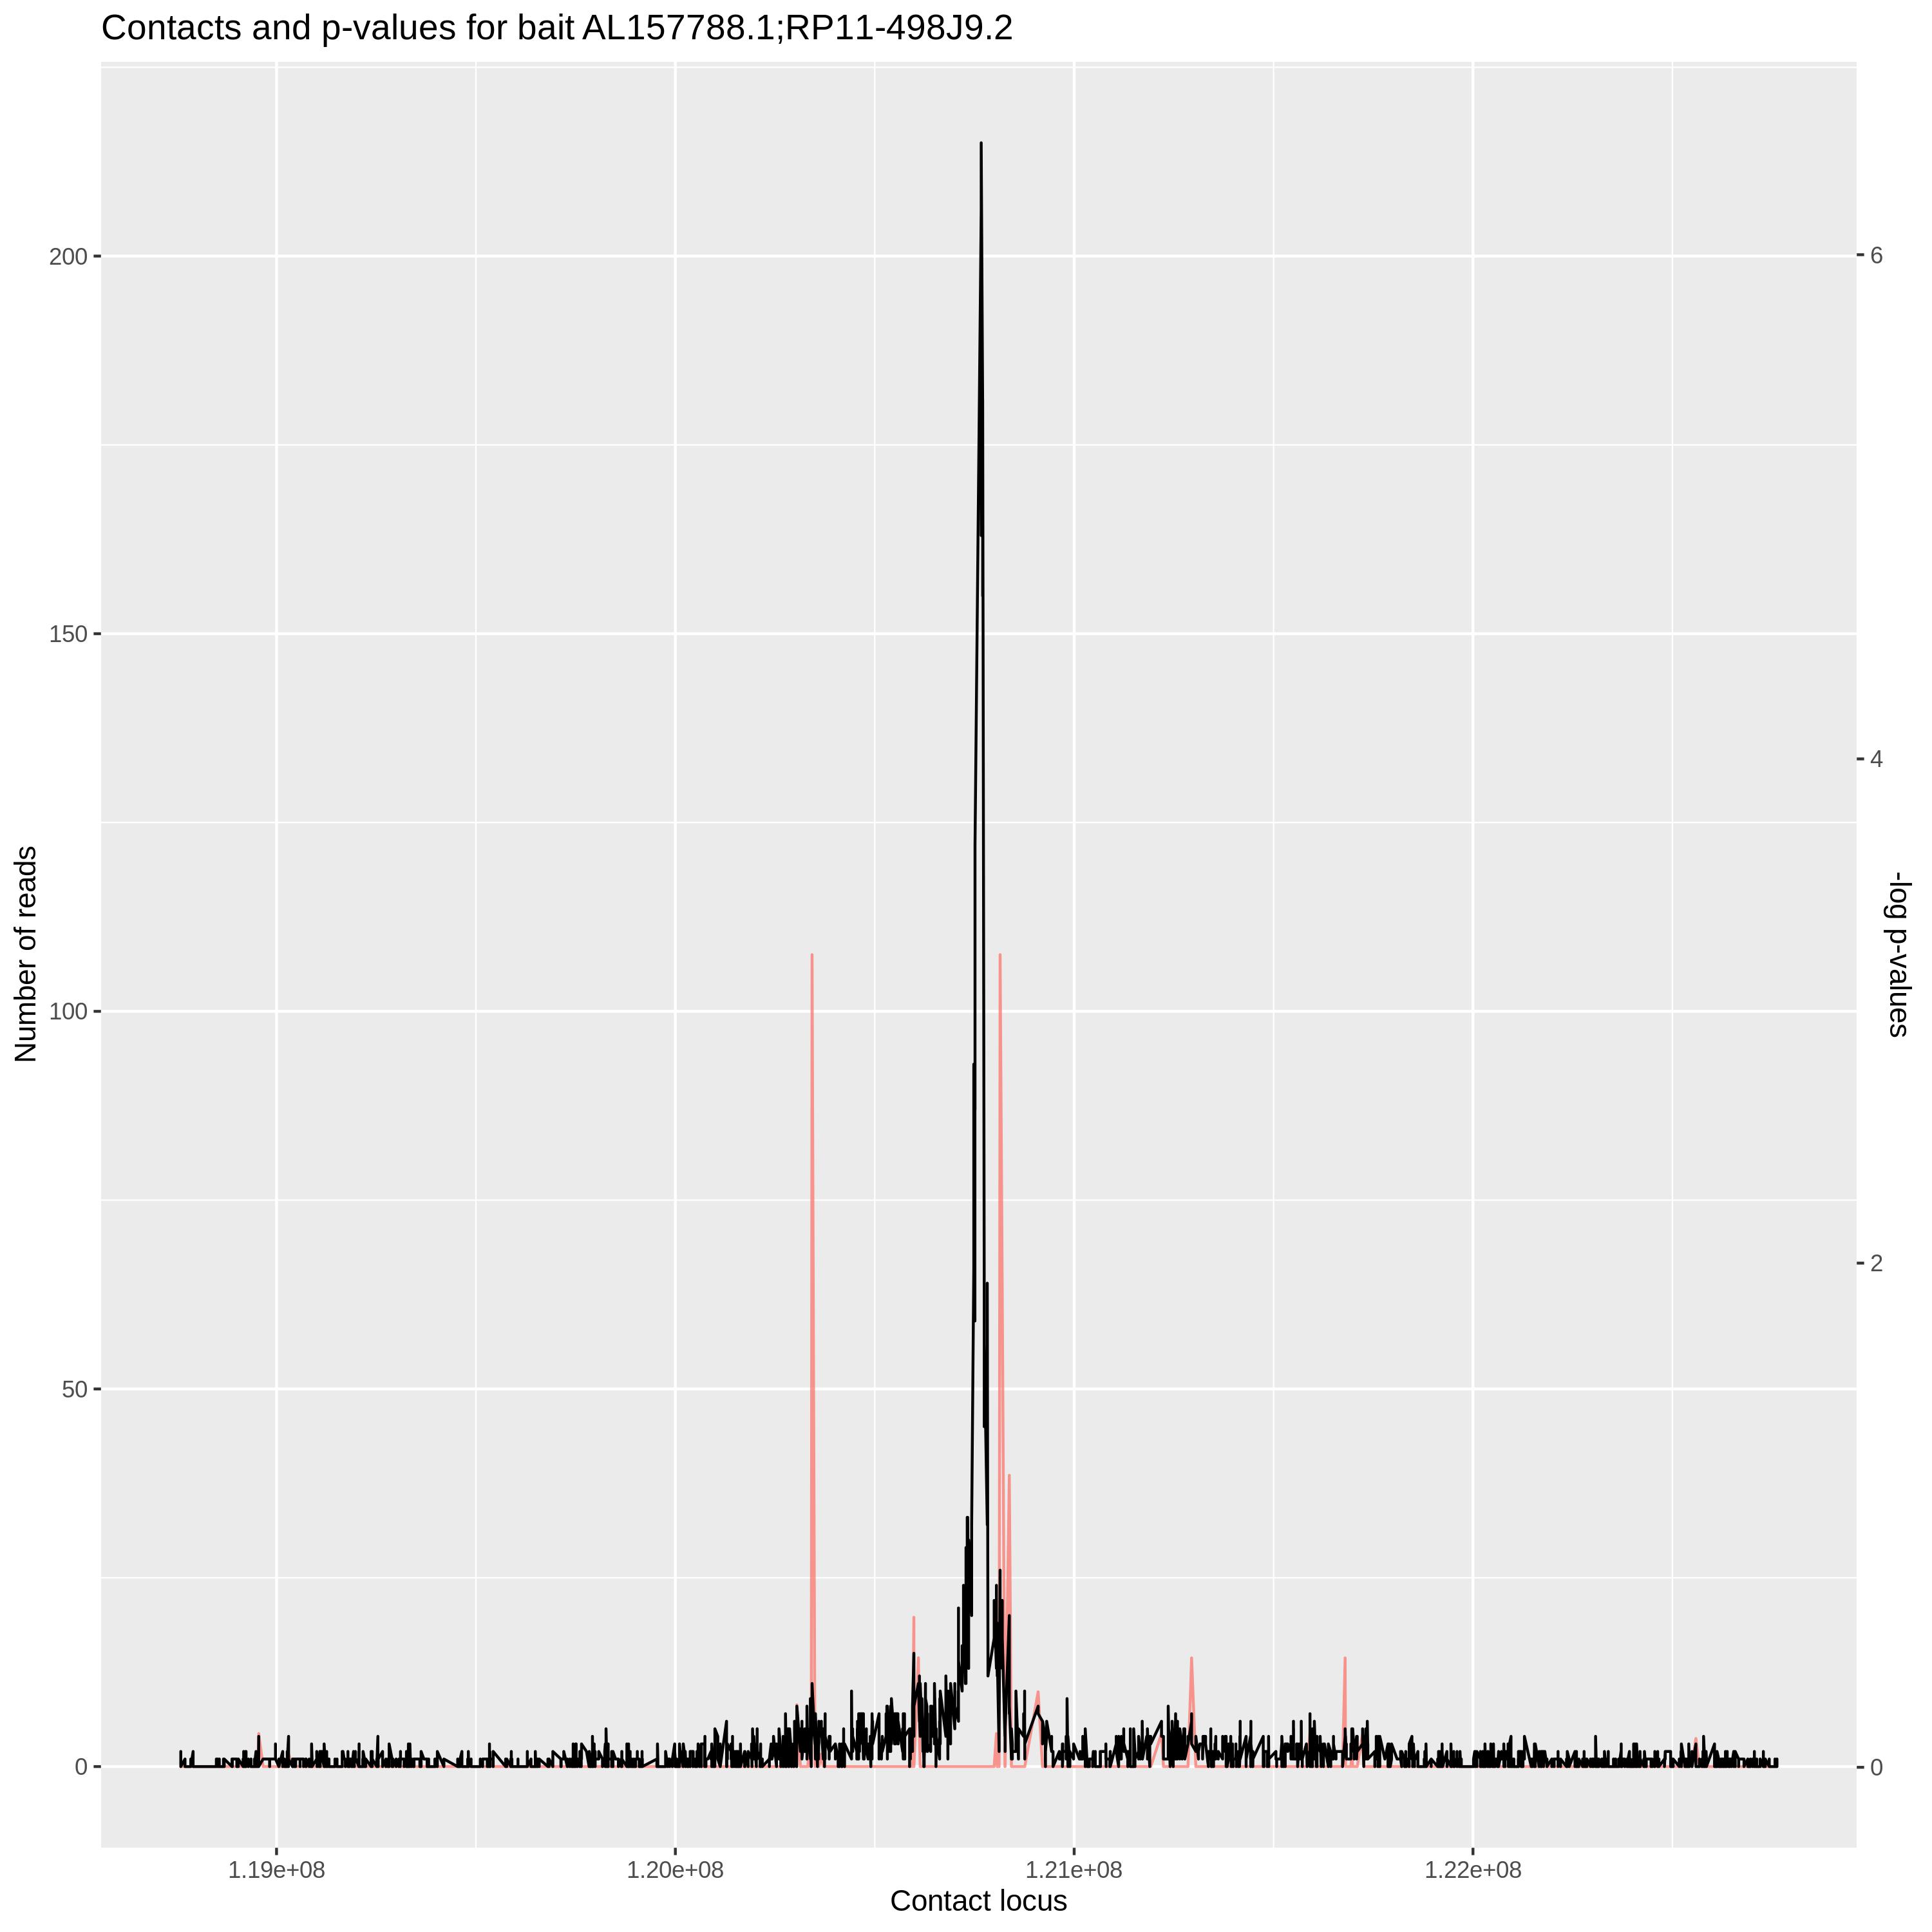 Contacts and p-values for bait AL157788.1;RP11-498J9.2
200
150
100
50
0
Number of reads
6
4
2
0
-log p-values
1.19e+08
1.20e+08
1.21e+08
1.22e+08
Contact locus